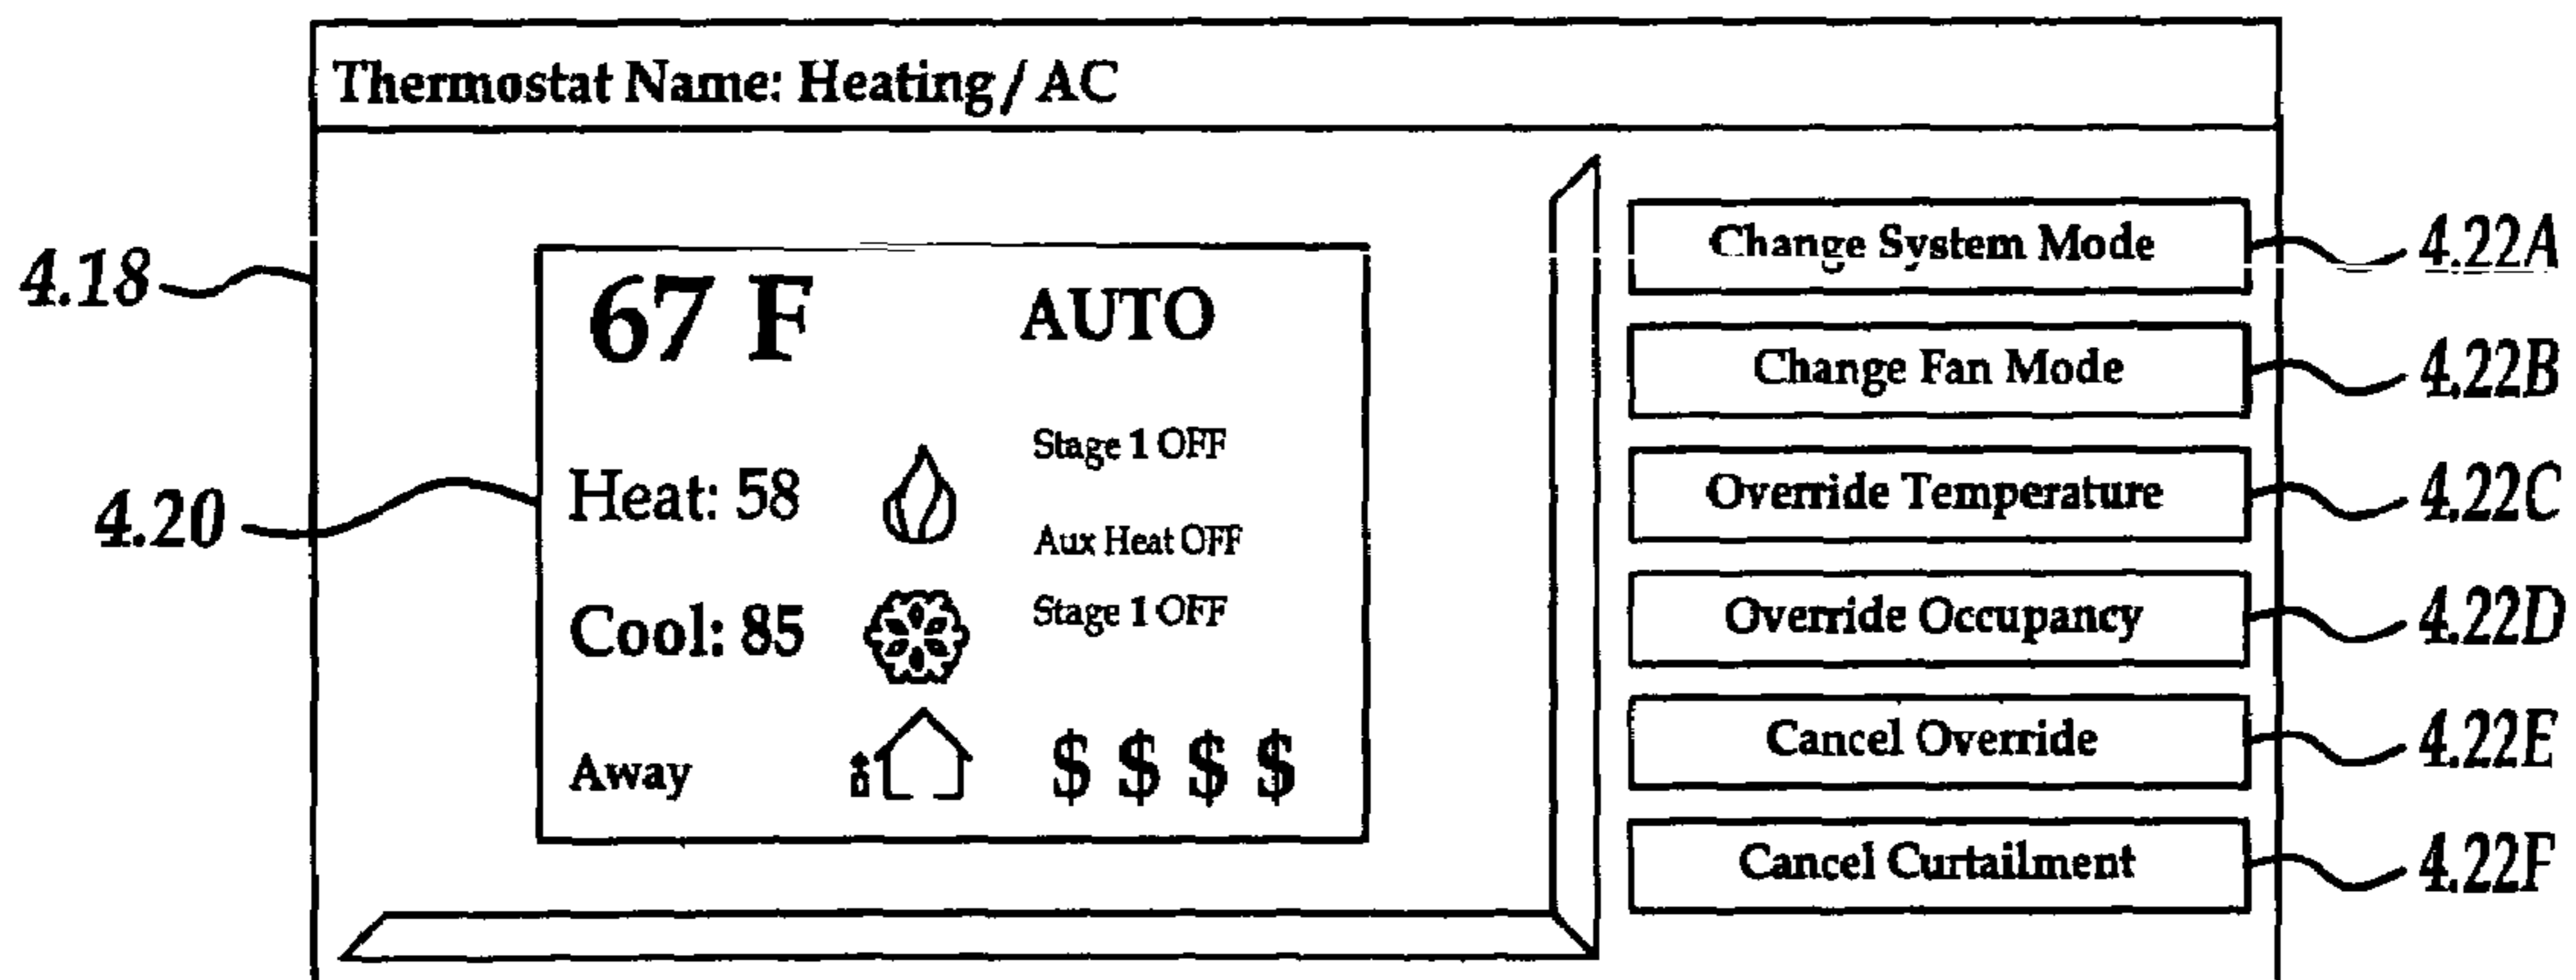 Thermostat Name: Heating / AC
4.18
4.20
67 F AUTO
Stage 1 OFF
Heat: 58
Aux Heat OFF
Cool: 85
Stage 1 OFF
Away $ $ $ $
Change System Mode 4.22A
Change Fan Mode 4.22B
Override Temperature 4.22C
Override Occupancy 4.22D
Cancel Override 4.22E
Cancel Curtailment 4.22F